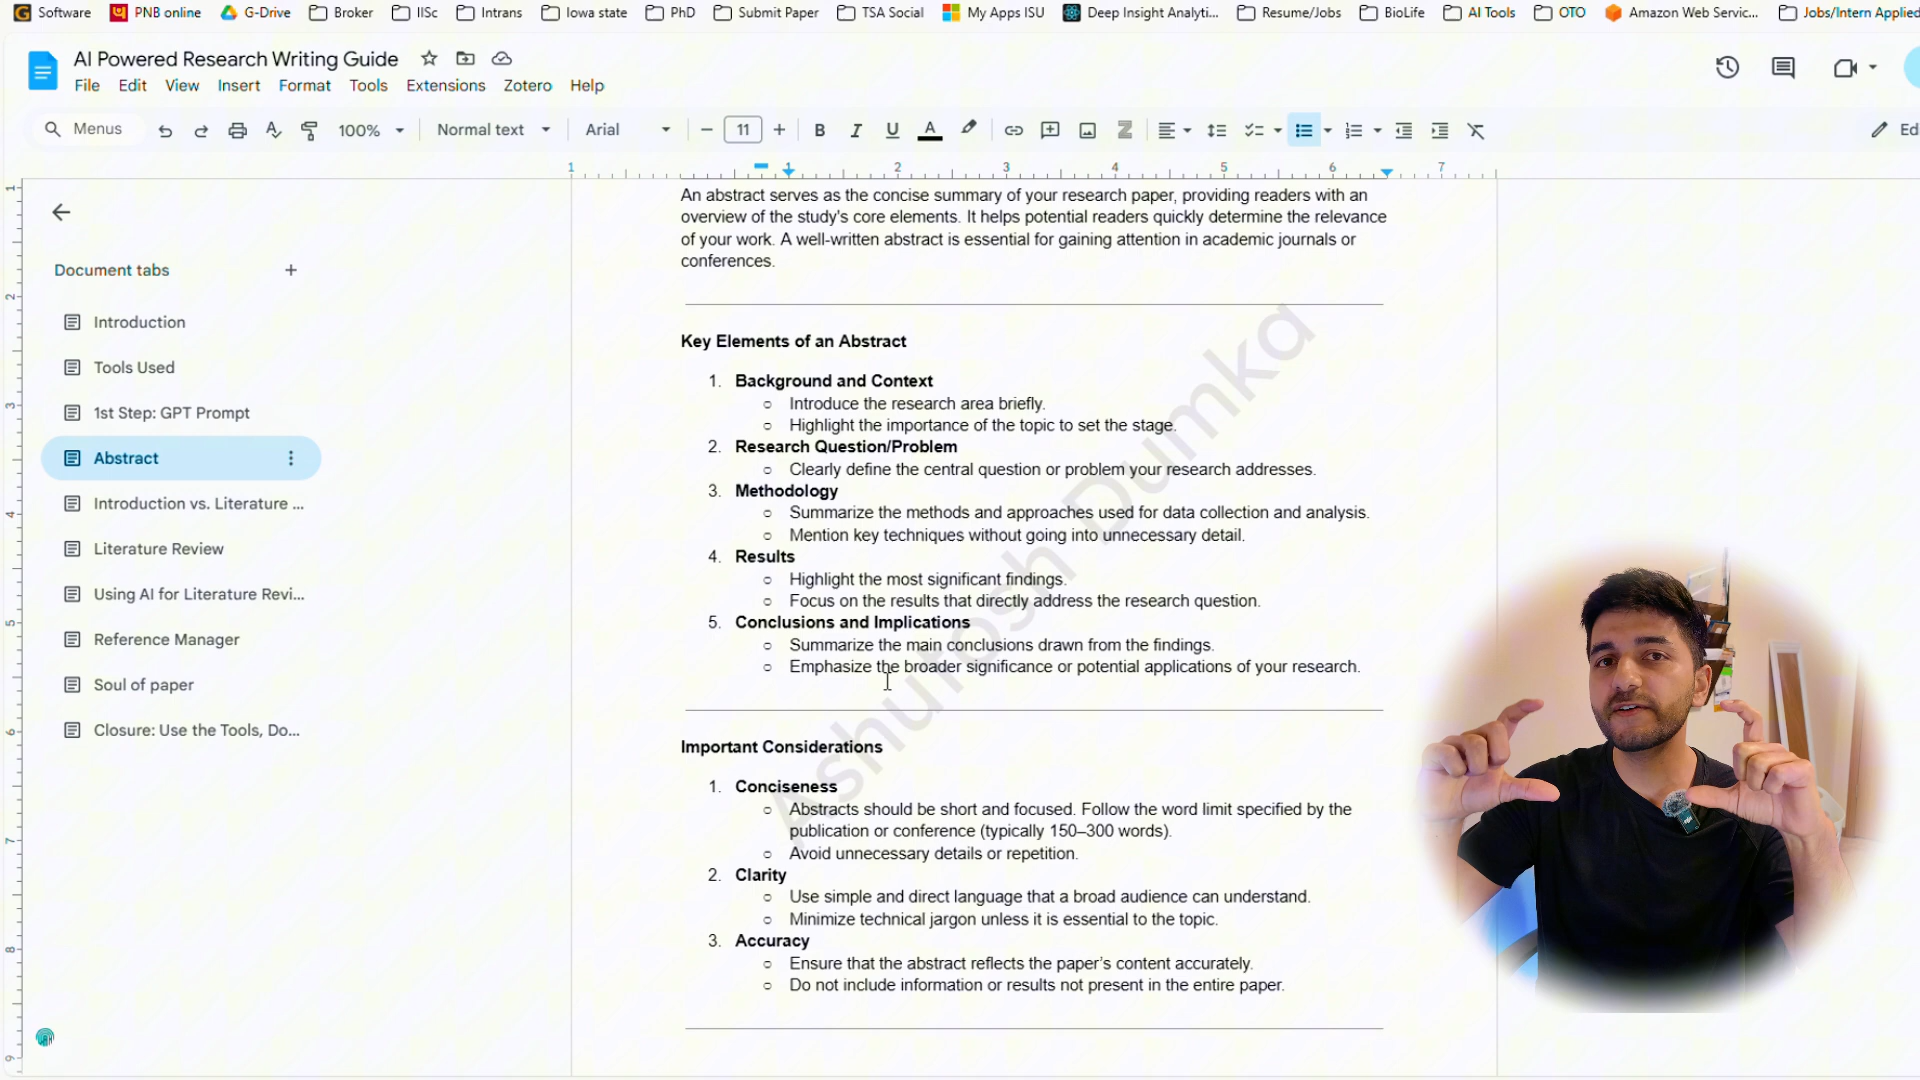 Software PNB online G-Drive Broker IISc Intrans Iowa state PhD Submit Paper TSA Social My Apps ISU Deep Insight Analyti... Resume/Jobs BioLife AI Tools OTO Amazon Web Servic... Jobs/Intern Applied
AI Powered Research Writing Guide
File Edit View Insert Format Tools Extensions Zotero Help
Menus 100% Normal text Arial 11
1 1 2 3 4 5 6 7
An abstract serves as the concise summary of your research paper, providing readers with an
overview of the study's core elements. It helps potential readers quickly determine the relevance
of your work. A well-written abstract is essential for gaining attention in academic journals or
conferences.
Document tabs
Introduction
Tools Used
1st Step: GPT Prompt
Abstract
Introduction vs. Literature ...
Literature Review
Using AI for Literature Revi...
Reference Manager
Soul of paper
Closure: Use the Tools, Do...
Key Elements of an Abstract
1. Background and Context
○ Introduce the research area briefly.
○ Highlight the importance of the topic to set the stage.
2. Research Question/Problem
○ Clearly define the central question or problem your research addresses.
3. Methodology
○ Summarize the methods and approaches used for data collection and analysis.
○ Mention key techniques without going into unnecessary detail.
4. Results
○ Highlight the most significant findings.
○ Focus on the results that directly address the research question.
5. Conclusions and Implications
○ Summarize the main conclusions drawn from the findings.
○ Emphasize the broader significance or potential applications of your research.
Important Considerations
1. Conciseness
○ Abstracts should be short and focused. Follow the word limit specified by the
publication or conference (typically 150–300 words).
○ Avoid unnecessary details or repetition.
2. Clarity
○ Use simple and direct language that a broad audience can understand.
○ Minimize technical jargon unless it is essential to the topic.
3. Accuracy
○ Ensure that the abstract reflects the paper's content accurately.
○ Do not include information or results not present in the entire paper.
Ashutosh Dumka